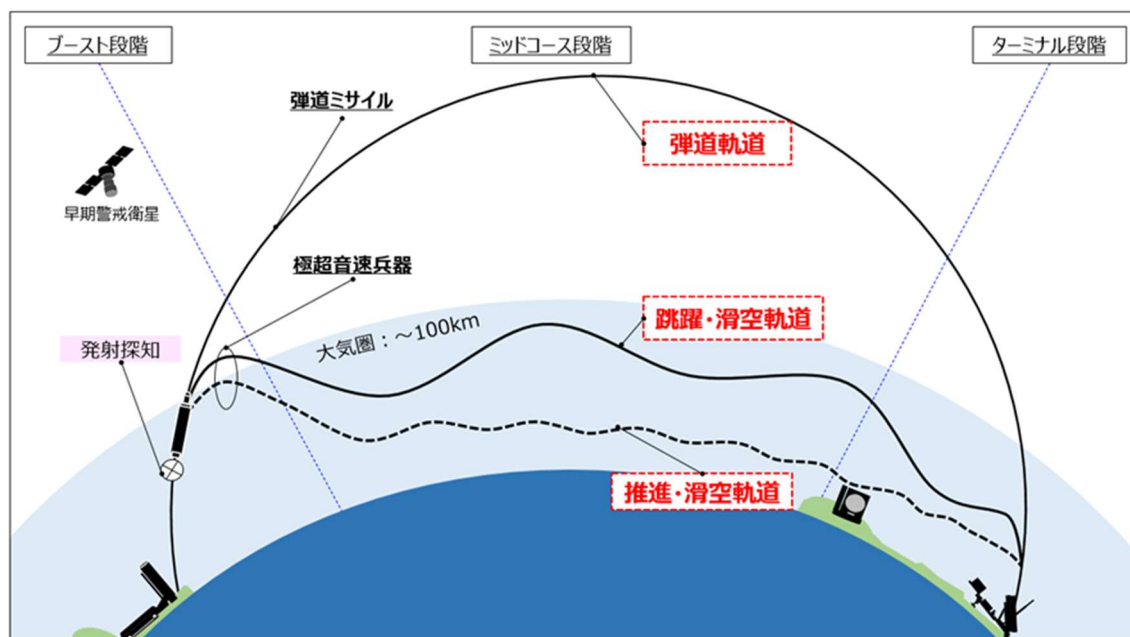 ブースト段階
ミッドコース段階
ターミナル段階
弾道ミサイル
弾道軌道
早期警戒衛星
極超音速兵器
跳躍・滑空軌道
大気圏：～100km
発射探知
推進・滑空軌道